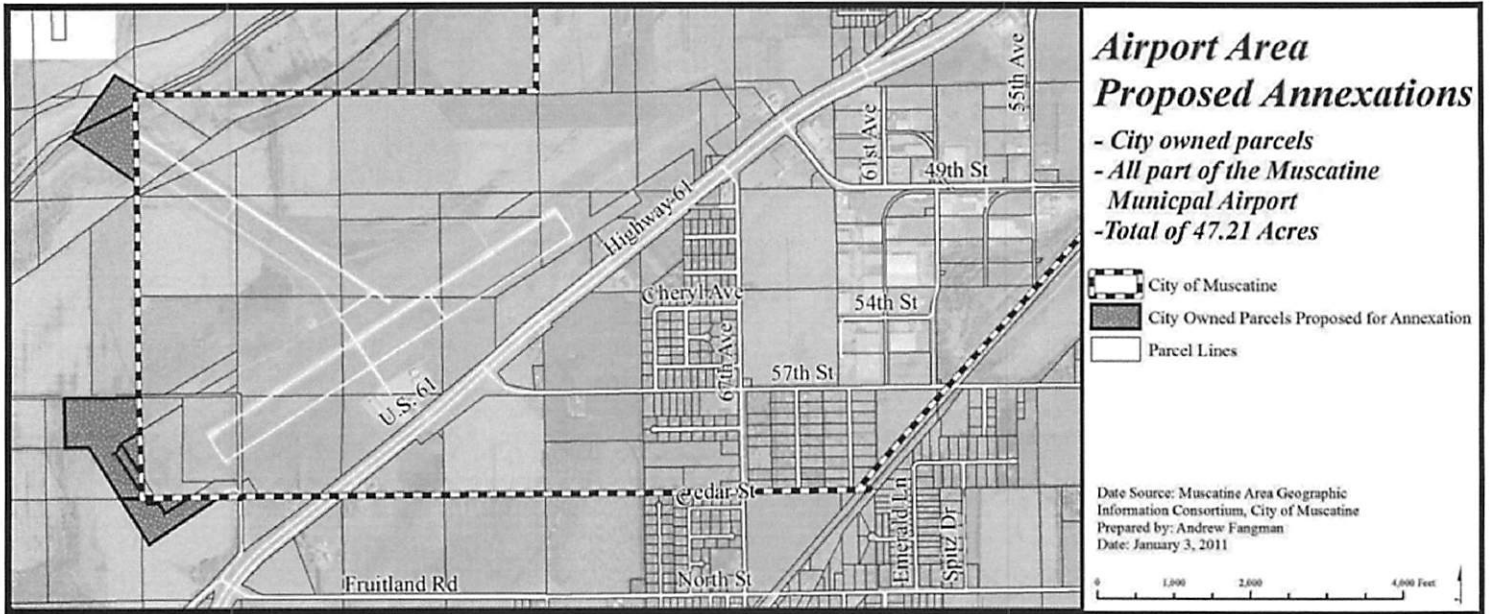 Airport Area
Proposed Annexations
- City owned parcels
- All part of the Muscatine
Municpal Airport
-Total of 47.21 Acres
City of Muscatine
City Owned Parcels Proposed for Annexation
Parcel Lines
Date Source: Muscatine Area Geographic
Information Consortium, City of Muscatine
Prepared by: Andrew Fangman
Date: January 3, 2011
0 1,000 2,000 4,000 Feet
55th Ave
61st Ave
49th St
Highway 61
Cheryl Ave
54th St
67th Ave
57th St
U.S. 61
Cedar St
Emerald Ln
Spitz Dr
Fruitland Rd
North St